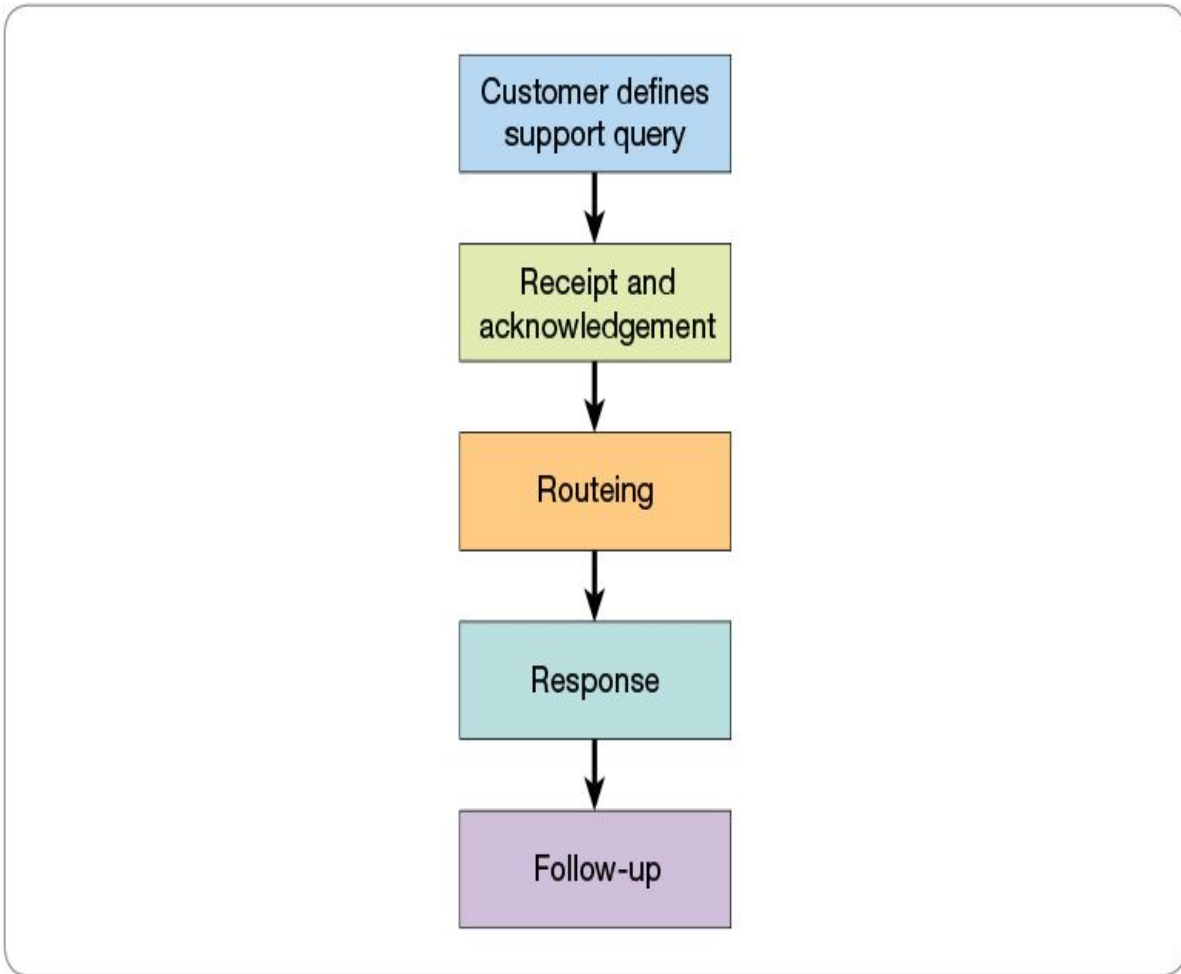 Customer defines
support query
Receipt and
acknowledgement
Routeing
Response
Follow-up